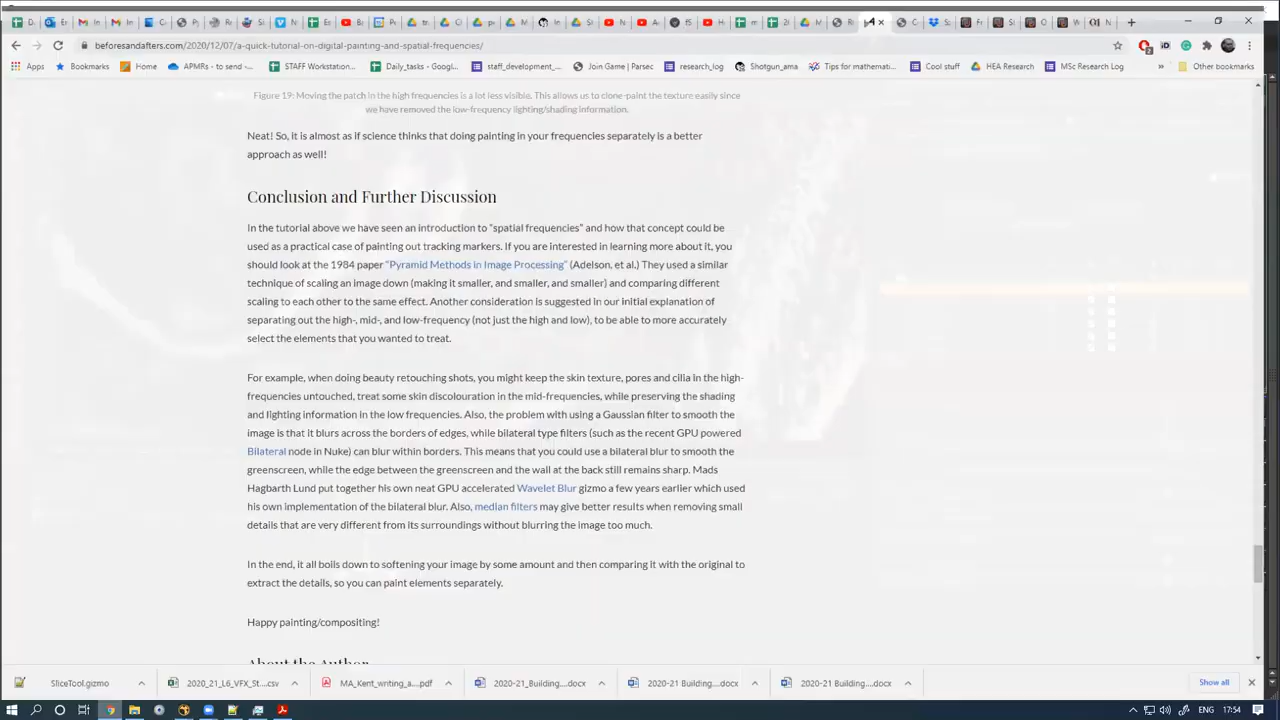 beforesandafters.com/2020/12/07/a-quick-tutorial-on-digital-painting-and-spatial-frequencies/
Apps Bookmarks Home APMRs - to send -... STAFF Workstation... Daily_tasks - Googl... staff_development_... Join Game | Parsec research_log Shotgun_ama Tips for mathemati... Cool stuff HEA Research MSc Research Log » Other bookmarks
Figure 19: Moving the patch in the high frequencies is a lot less visible. This allows us to clone-paint the texture easily since
we have removed the low-frequency lighting/shading information.
Neat! So, it is almost as if science thinks that doing painting in your frequencies separately is a better
approach as well!
Conclusion and Further Discussion
In the tutorial above we have seen an introduction to “spatial frequencies” and how that concept could be
used as a practical case of painting out tracking markers. If you are interested in learning more about it, you
should look at the 1984 paper “Pyramid Methods in Image Processing” (Adelson, et al.) They used a similar
technique of scaling an image down (making it smaller, and smaller, and smaller) and comparing different
scaling to each other to the same effect. Another consideration is suggested in our initial explanation of
separating out the high-, mid-, and low-frequency (not just the high and low), to be able to more accurately
select the elements that you wanted to treat.
For example, when doing beauty retouching shots, you might keep the skin texture, pores and cilia in the high-
frequencies untouched, treat some skin discolouration in the mid-frequencies, while preserving the shading
and lighting information in the low frequencies. Also, the problem with using a Gaussian filter to smooth the
image is that it blurs across the borders of edges, while bilateral type filters (such as the recent GPU powered
Bilateral node in Nuke) can blur within borders. This means that you could use a bilateral blur to smooth the
greenscreen, while the edge between the greenscreen and the wall at the back still remains sharp. Mads
Hagbarth Lund put together his own neat GPU accelerated Wavelet Blur gizmo a few years earlier which used
his own implementation of the bilateral blur. Also, median filters may give better results when removing small
details that are very different from its surroundings without blurring the image too much.
In the end, it all boils down to softening your image by some amount and then comparing it with the original to
extract the details, so you can paint elements separately.
Happy painting/compositing!
About the Author
SliceTool.gizmo 2020_21_L6_VFX_St....csv MA_Kent_writing_a....pdf 2020-21_Building....docx 2020-21 Building....docx 2020-21 Building....docx Show all
ENG 17:54